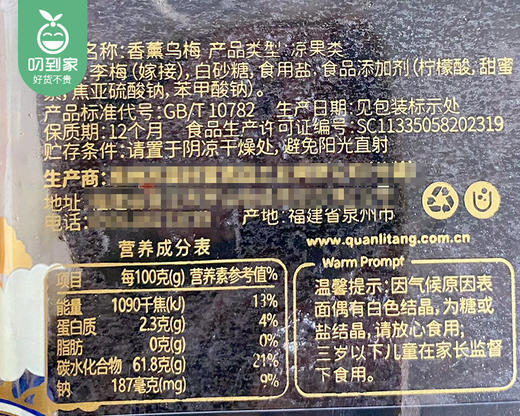 叨到家
好货不贵
名称:香薰乌梅 产品类型:凉果类
李梅(嫁接),白砂糖,食用盐,食品添加剂(柠檬酸,甜蜜
素,焦亚硫酸钠,苯甲酸钠)。
产品标准代号:GB/T 10782 生产日期:见包装标示处
保质期:12个月 食品生产许可证编号:SC11335058202319
贮存条件:请置于阴凉干燥处,避免阳光直射
生产商:
地址
电话:
产地:福建省泉州市
www.quanlitang.com.cn
营养成分表
项目 每100克(g) 营养素参考值%
能量 1090千焦(kJ) 13%
蛋白质 2.3克(g) 4%
脂肪 0克(g) 0%
碳水化合物 61.8克(g) 21%
钠 187毫克(mg) 9%
Warm Prompt
温馨提示:因气候原因表
面偶有白色结晶,为糖或
盐结晶,请放心食用;
三岁以下儿童在家长监督
下食用。